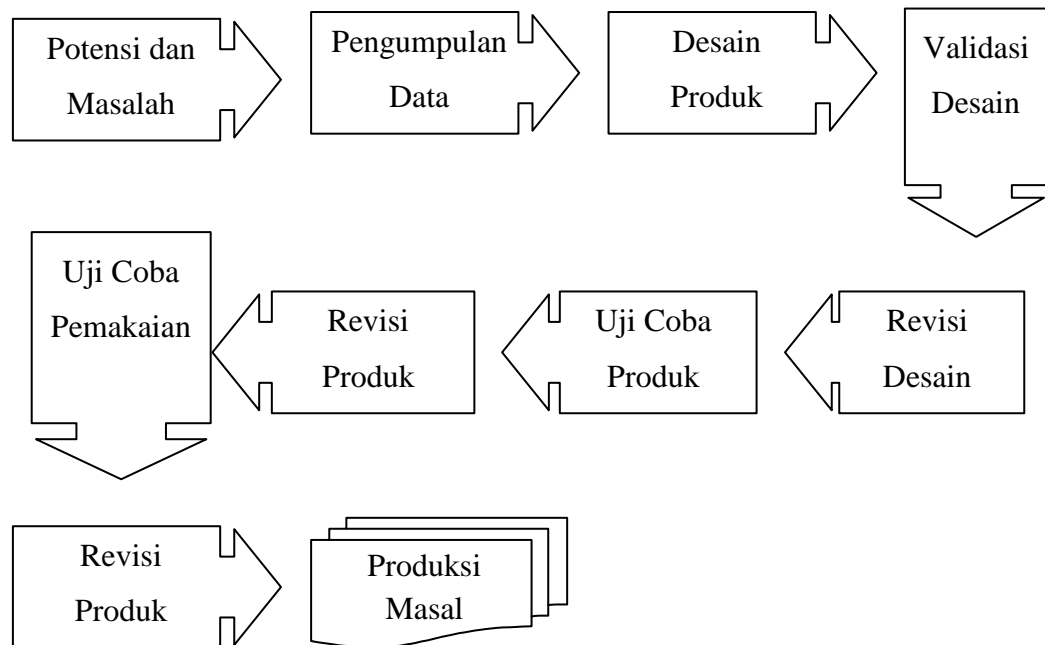 Potensi dan
Masalah
Pengumpulan
Data
Desain
Produk
Validasi
Desain
Revisi
Desain
Uji Coba
Produk
Revisi
Produk
Uji Coba
Pemakaian
Revisi
Produk
Produksi
Masal